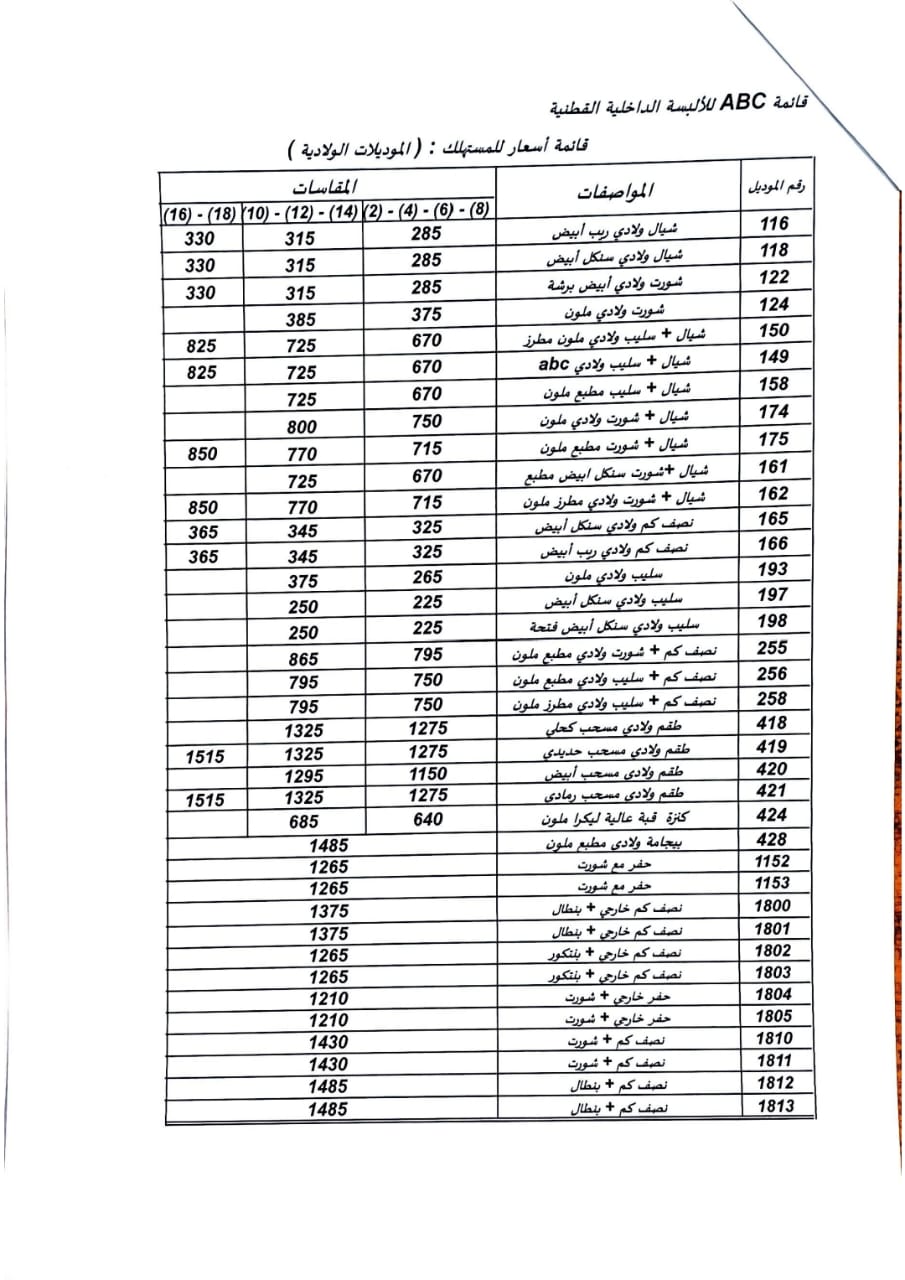 قائمة ABC للألبسة الداخلية القطنية
قائمة أسعار للمستهلك : ( الموديلات الولادية )
رقم الموديل المواصفات المقاسات
(2) - (4) - (6) - (8) (10) - (12) - (14) (16) - (18)
116 شيال ولادي ريب أبيض 285 315 330
118 شيال ولادي سنكل أبيض 285 315 330
122 شورت ولادي أبيض برشة 285 315 330
124 شورت ولادي ملون 375 385
150 شيال + سليب ولادي ملون مطرز 670 725 825
149 شيال + سليب ولادي abc 670 725 825
158 شيال + سليب مطبع ملون 670 725
174 شيال + شورت ولادي ملون 750 800
175 شيال + شورت مطبع ملون 715 770 850
161 شيال +شورت سنكل ابيض مطبع 670 725
162 شيال + شورت ولادي مطرز ملون 715 770 850
165 نصف كم ولادي سنكل أبيض 325 345 365
166 نصف كم ولادي ريب أبيض 325 345 365
193 سليب ولادي ملون 265 375
197 سليب ولادي سنكل أبيض 225 250
198 سليب ولادي سنكل أبيض فتحة 225 250
255 نصف كم + شورت ولادي مطبع ملون 795 865
256 نصف كم + سليب ولادي مطبع ملون 750 795
258 نصف كم + سليب ولادي مطرز ملون 750 795
418 طقم ولادي مسحب كحلي 1275 1325
419 طقم ولادي مسحب حديدي 1275 1325 1515
420 طقم ولادي مسحب أبيض 1150 1295
421 طقم ولادي مسحب رمادي 1275 1325 1515
424 كنزة قبة عالية ليكرا ملون 640 685
428 بيجامة ولادي مطبع ملون 1485
1152 حفر مع شورت 1265
1153 حفر مع شورت 1265
1800 نصف كم خارجي + بنطال 1375
1801 نصف كم خارجي + بنطال 1375
1802 نصف كم خارجي + بنتكور 1265
1803 نصف كم خارجي + بنتكور 1265
1804 حفر خارجي + شورت 1210
1805 حفر خارجي + شورت 1210
1810 نصف كم + شورت 1430
1811 نصف كم + شورت 1430
1812 نصف كم + بنطال 1485
1813 نصف كم + بنطال 1485